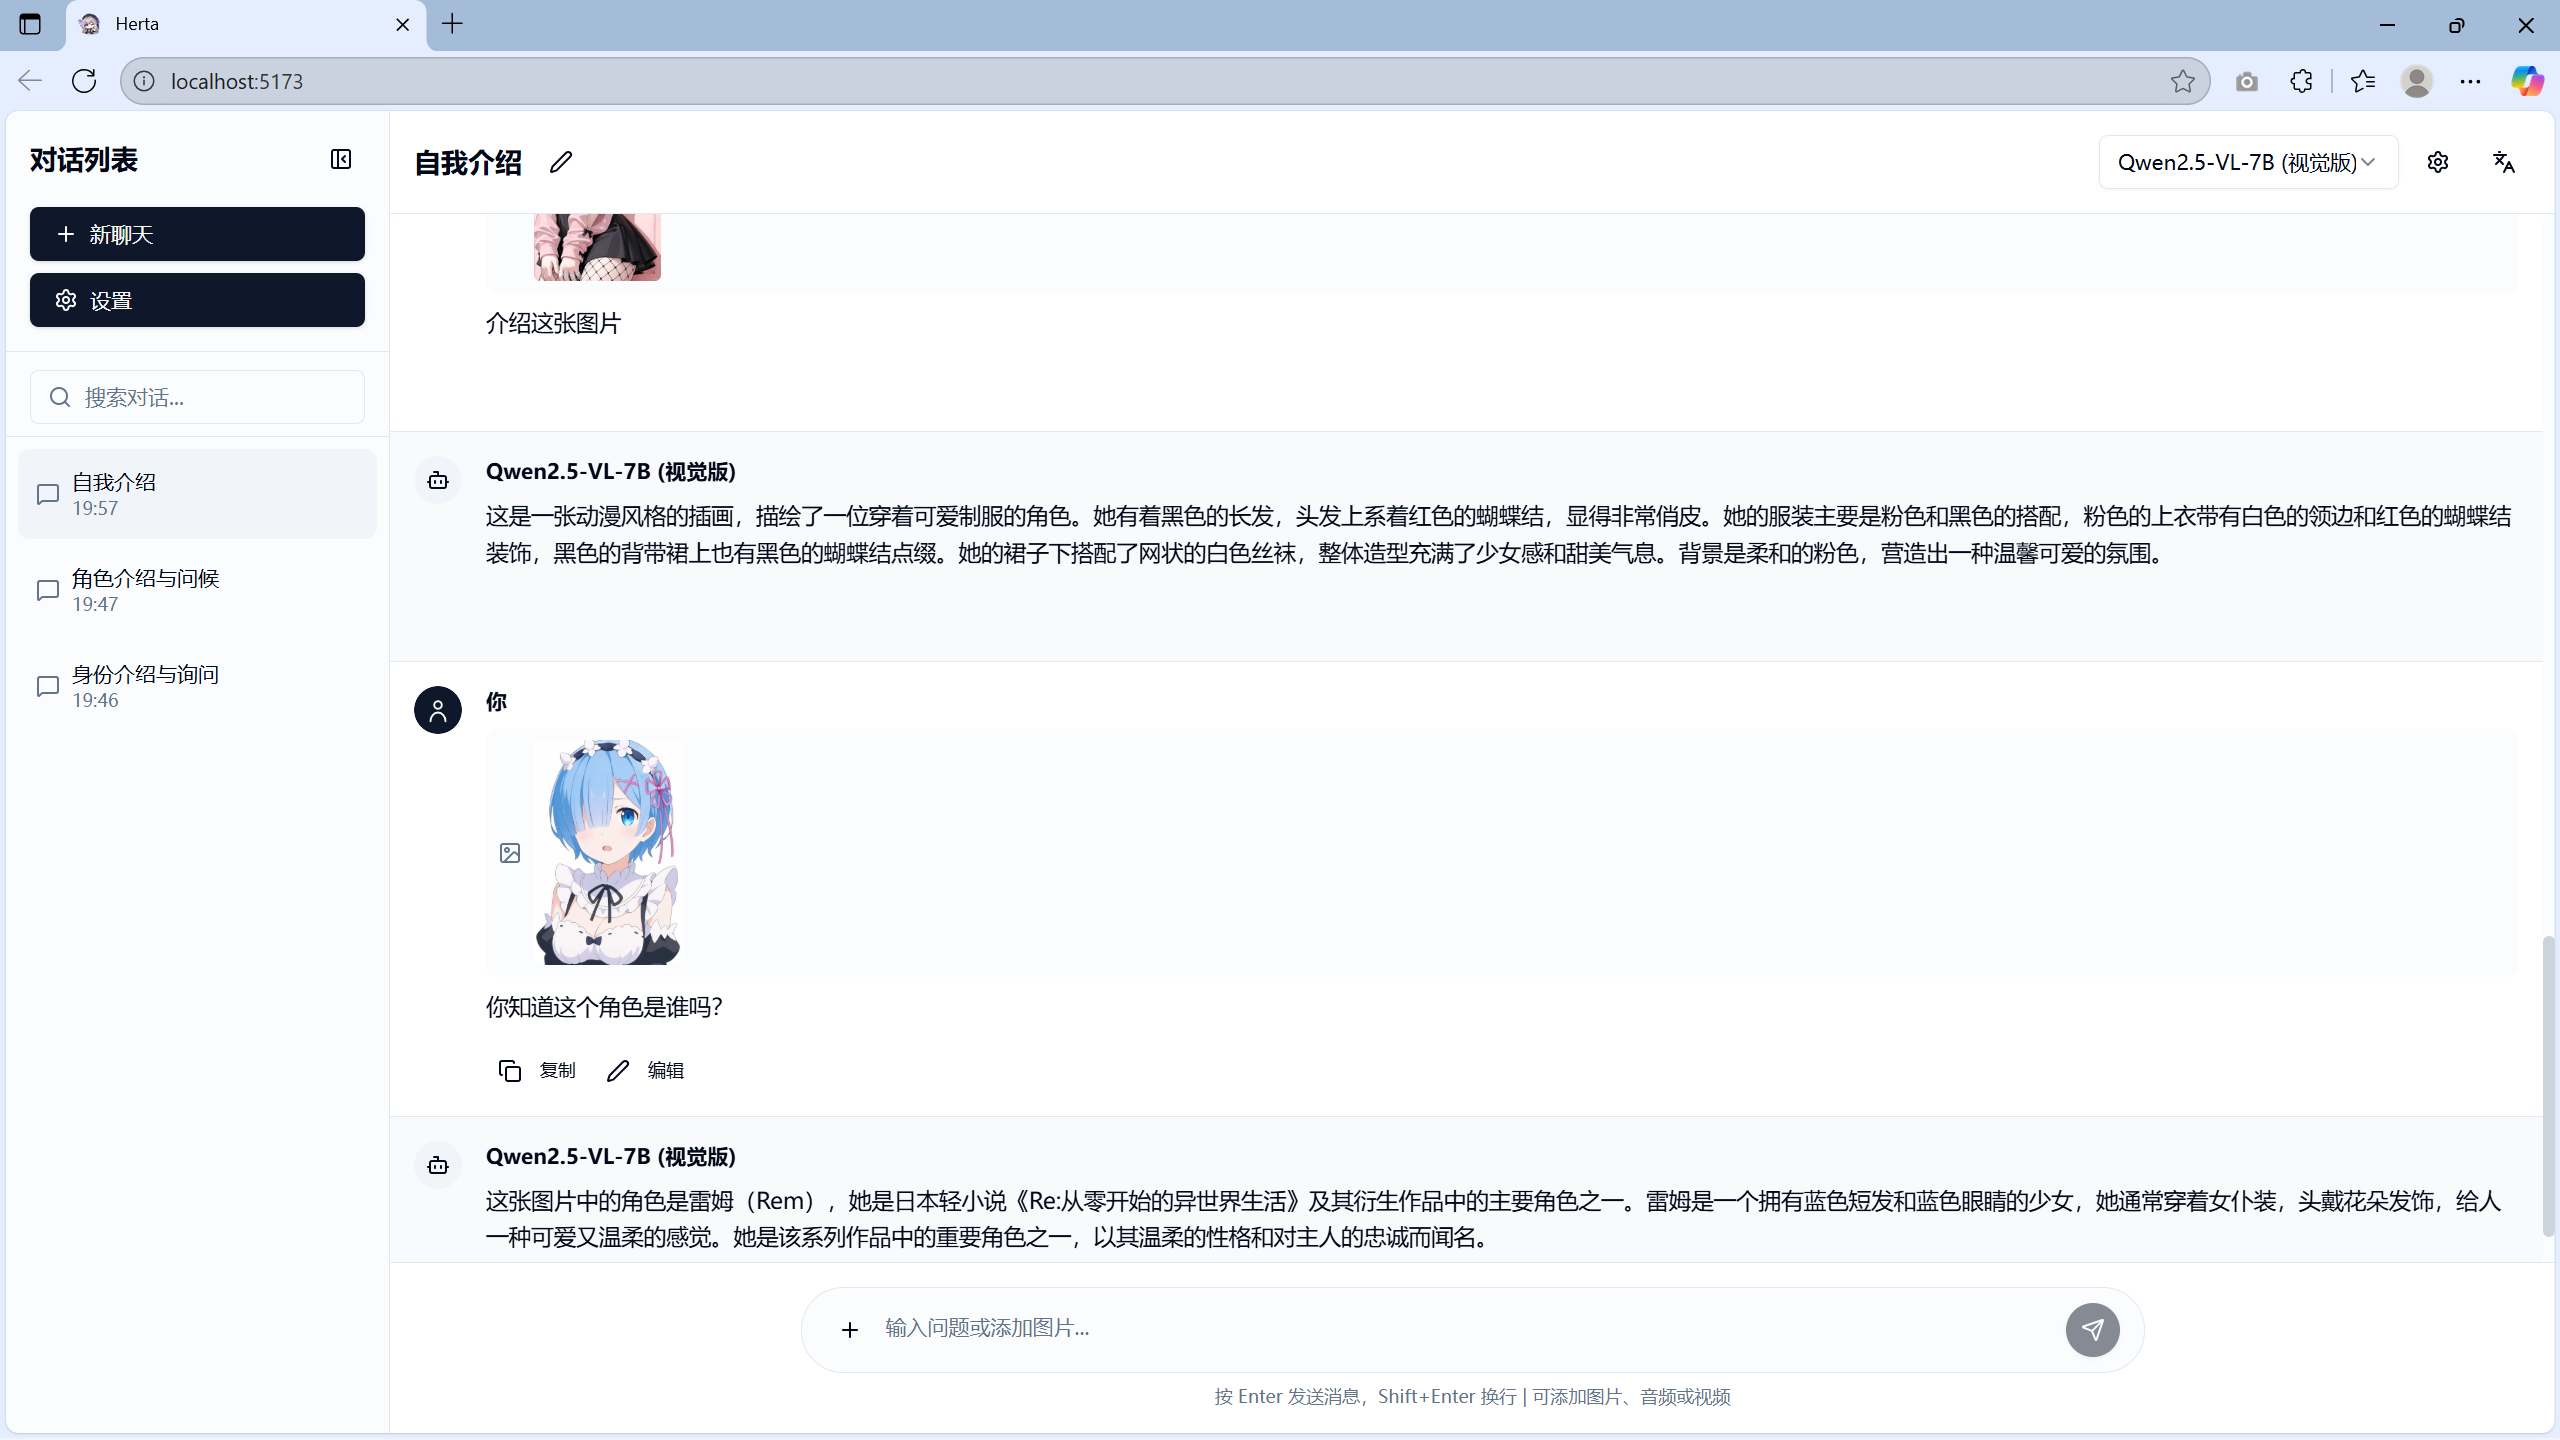 Herta
localhost:5173
对话列表
新聊天
设置
搜索对话...
自我介绍
19:57
角色介绍与问候
19:47
身份介绍与询问
19:46
自我介绍
Qwen2.5-VL-7B (视觉版)
介绍这张图片
Qwen2.5-VL-7B (视觉版)
这是一张动漫风格的插画，描绘了一位穿着可爱制服的角色。她有着黑色的长发，头发上系着红色的蝴蝶结，显得非常俏皮。她的服装主要是粉色和黑色的搭配，粉色的上衣带有白色的领边和红色的蝴蝶结
装饰，黑色的背带裙上也有黑色的蝴蝶结点缀。她的裙子下搭配了网状的白色丝袜，整体造型充满了少女感和甜美气息。背景是柔和的粉色，营造出一种温馨可爱的氛围。
你
你知道这个角色是谁吗？
复制
编辑
Qwen2.5-VL-7B (视觉版)
这张图片中的角色是雷姆（Rem），她是日本轻小说《Re:从零开始的异世界生活》及其衍生作品中的主要角色之一。雷姆是一个拥有蓝色短发和蓝色眼睛的少女，她通常穿着女仆装，头戴花朵发饰，给人
一种可爱又温柔的感觉。她是该系列作品中的重要角色之一，以其温柔的性格和对主人的忠诚而闻名。
输入问题或添加图片...
按 Enter 发送消息，Shift+Enter 换行 | 可添加图片、音频或视频